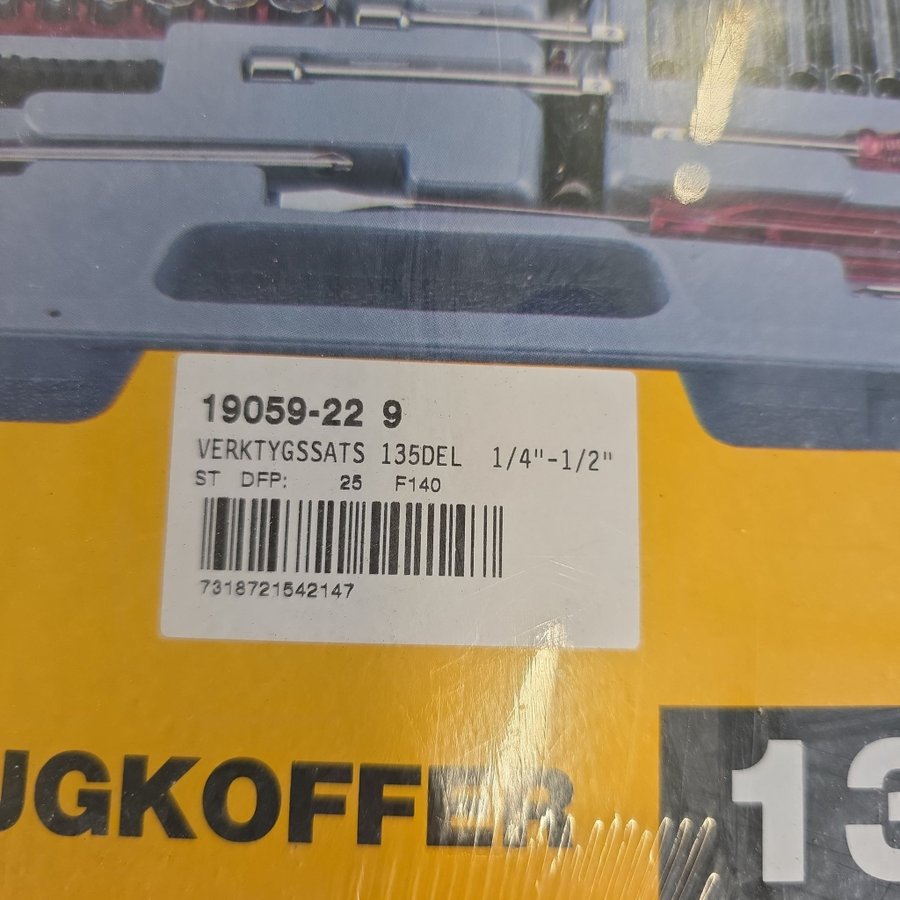 19059-22 9
VERKTYGSSATS 135DEL 1/4"-1/2"
ST DFP: 25 F140
7318721542147
UGKOFFER 13